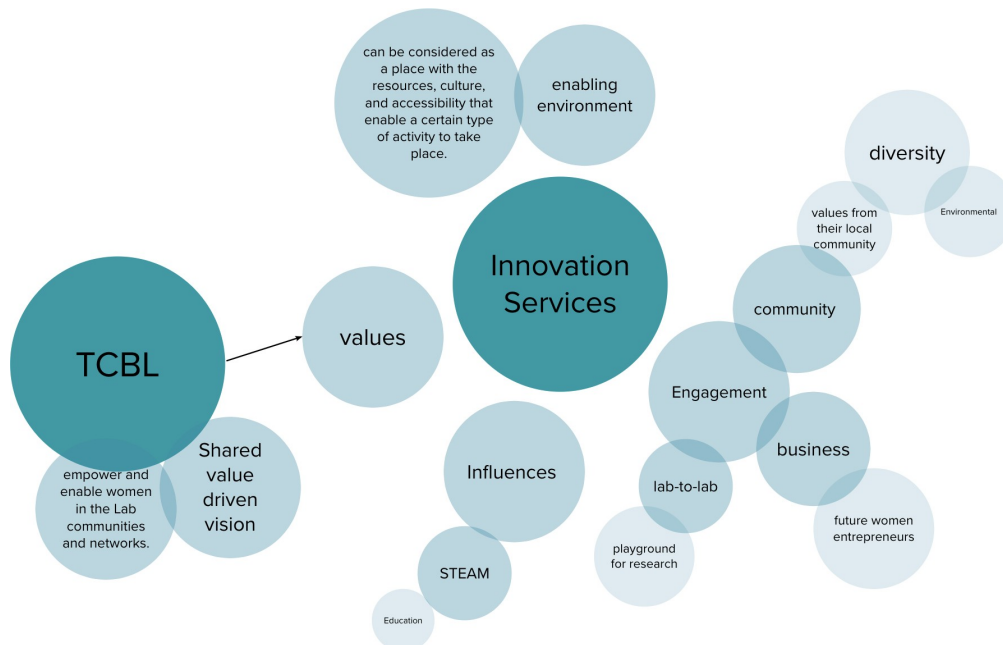 can be considered as
a place with the
resources, culture,
and accessibility that
enable a certain type
of activity to take
place.
enabling
environment
diversity
Environmental
values from
their local
community
Innovation
Services
community
values
TCBL
Engagement
business
Shared
value
driven
vision
empower and
enable women
in the Lab
communities
and networks.
Influences
lab-to-lab
future women
entrepreneurs
playground
for research
STEAM
Education